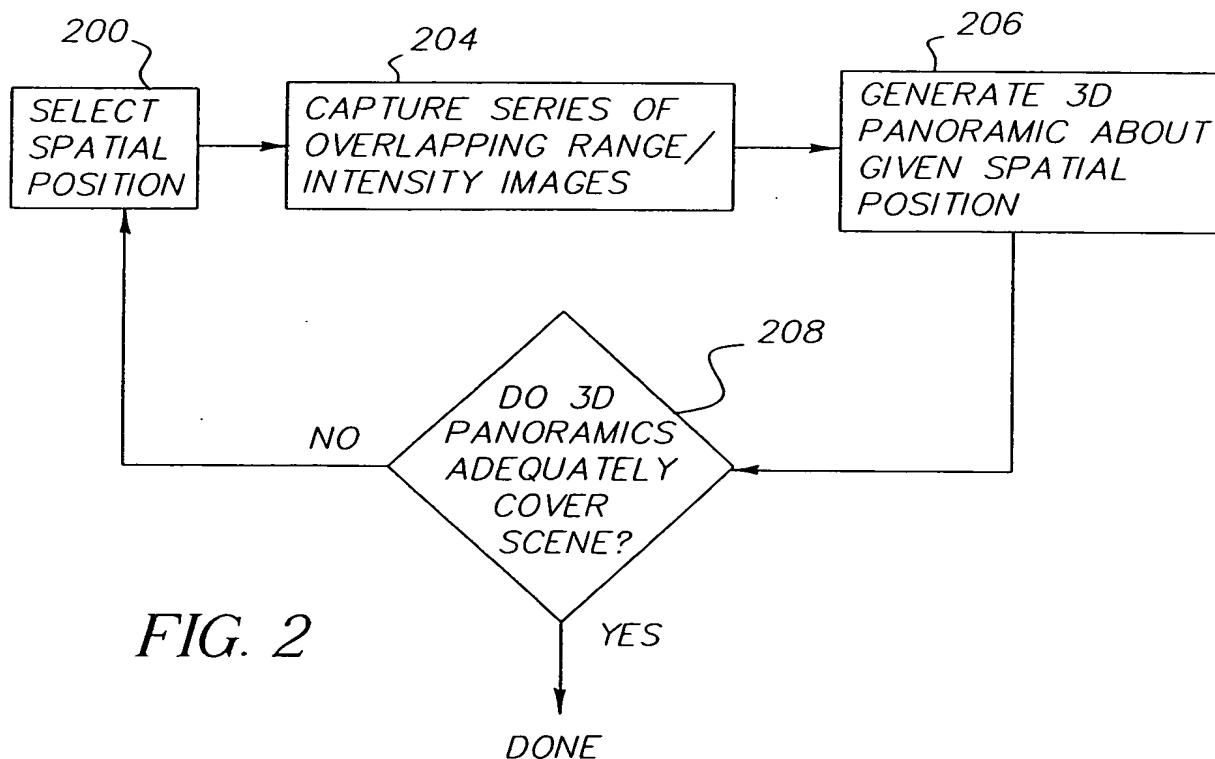 200
SELECT
SPATIAL
POSITION
204
CAPTURE SERIES OF
OVERLAPPING RANGE/
INTENSITY IMAGES
206
GENERATE 3D
PANORAMIC ABOUT
GIVEN SPATIAL
POSITION
208
DO 3D
PANORAMICS
ADEQUATELY
COVER
SCENE?
NO
YES
DONE
FIG. 2